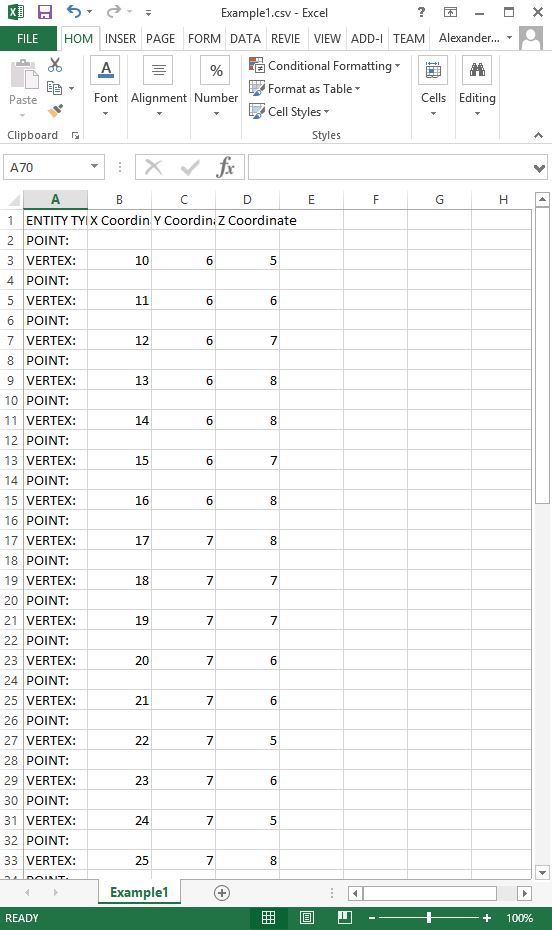 Example1.csv - Excel
?
FILE HOM INSER PAGE FORM DATA REVIE VIEW ADD-I TEAM Alexander...
Paste
Font
Alignment
%
Number
Conditional Formatting
Format as Table
Cell Styles
Cells
Editing
Clipboard
Styles
A70
fx
A B C D E F G H
1 ENTITY TYI X Coordin Y Coordin Z Coordinate
2 POINT:
3 VERTEX: 10 6 5
4 POINT:
5 VERTEX: 11 6 6
6 POINT:
7 VERTEX: 12 6 7
8 POINT:
9 VERTEX: 13 6 8
10 POINT:
11 VERTEX: 14 6 8
12 POINT:
13 VERTEX: 15 6 7
14 POINT:
15 VERTEX: 16 6 8
16 POINT:
17 VERTEX: 17 7 8
18 POINT:
19 VERTEX: 18 7 7
20 POINT:
21 VERTEX: 19 7 7
22 POINT:
23 VERTEX: 20 7 6
24 POINT:
25 VERTEX: 21 7 6
26 POINT:
27 VERTEX: 22 7 5
28 POINT:
29 VERTEX: 23 7 6
30 POINT:
31 VERTEX: 24 7 5
32 POINT:
33 VERTEX: 25 7 8
34 POINT:
Example1
READY 100%